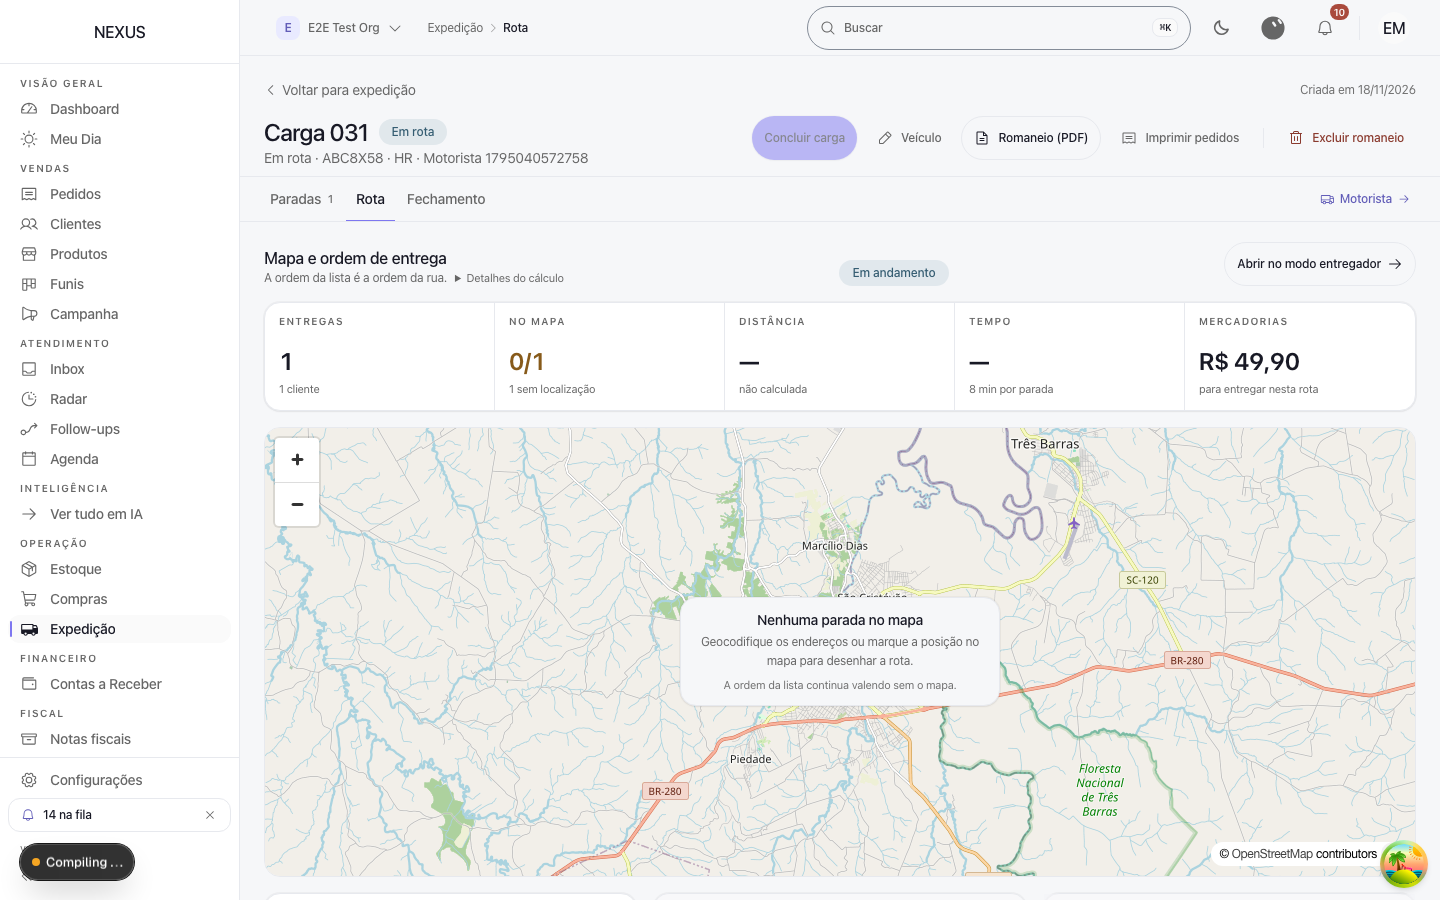 NEXUS
E
E2E Test Org
Expedição
Rota
Buscar
⌘K
10
EM
VISÃO GERAL
Dashboard
Meu Dia
VENDAS
Pedidos
Clientes
Produtos
Funis
Campanha
ATENDIMENTO
Inbox
Radar
Follow-ups
Agenda
INTELIGÊNCIA
Ver tudo em IA
OPERAÇÃO
Estoque
Compras
Expedição
FINANCEIRO
Contas a Receber
FISCAL
Notas fiscais
Configurações
14 na fila
Compiling ...
Voltar para expedição
Criada em 18/11/2026
Carga 031
Em rota
Em rota · ABC8X58 · HR · Motorista 1795040572758
Concluir carga
Veículo
Romaneio (PDF)
Imprimir pedidos
Excluir romaneio
Paradas 1
Rota
Fechamento
Motorista →
Mapa e ordem de entrega
A ordem da lista é a ordem da rua.
▶ Detalhes do cálculo
Em andamento
Abrir no modo entregador →
ENTREGAS
1
1 cliente
NO MAPA
0/1
1 sem localização
DISTÂNCIA
—
não calculada
TEMPO
—
8 min por parada
MERCADORIAS
R$ 49,90
para entregar nesta rota
+
−
Três Barras
Marcílio Dias
São Cristóvão
SC-120
BR-280
Nenhuma parada no mapa
Geocodifique os endereços ou marque a posição no
mapa para desenhar a rota.
A ordem da lista continua valendo sem o mapa.
Piedade
BR-280
Floresta
Nacional
de Três
Barras
© OpenStreetMap contributors